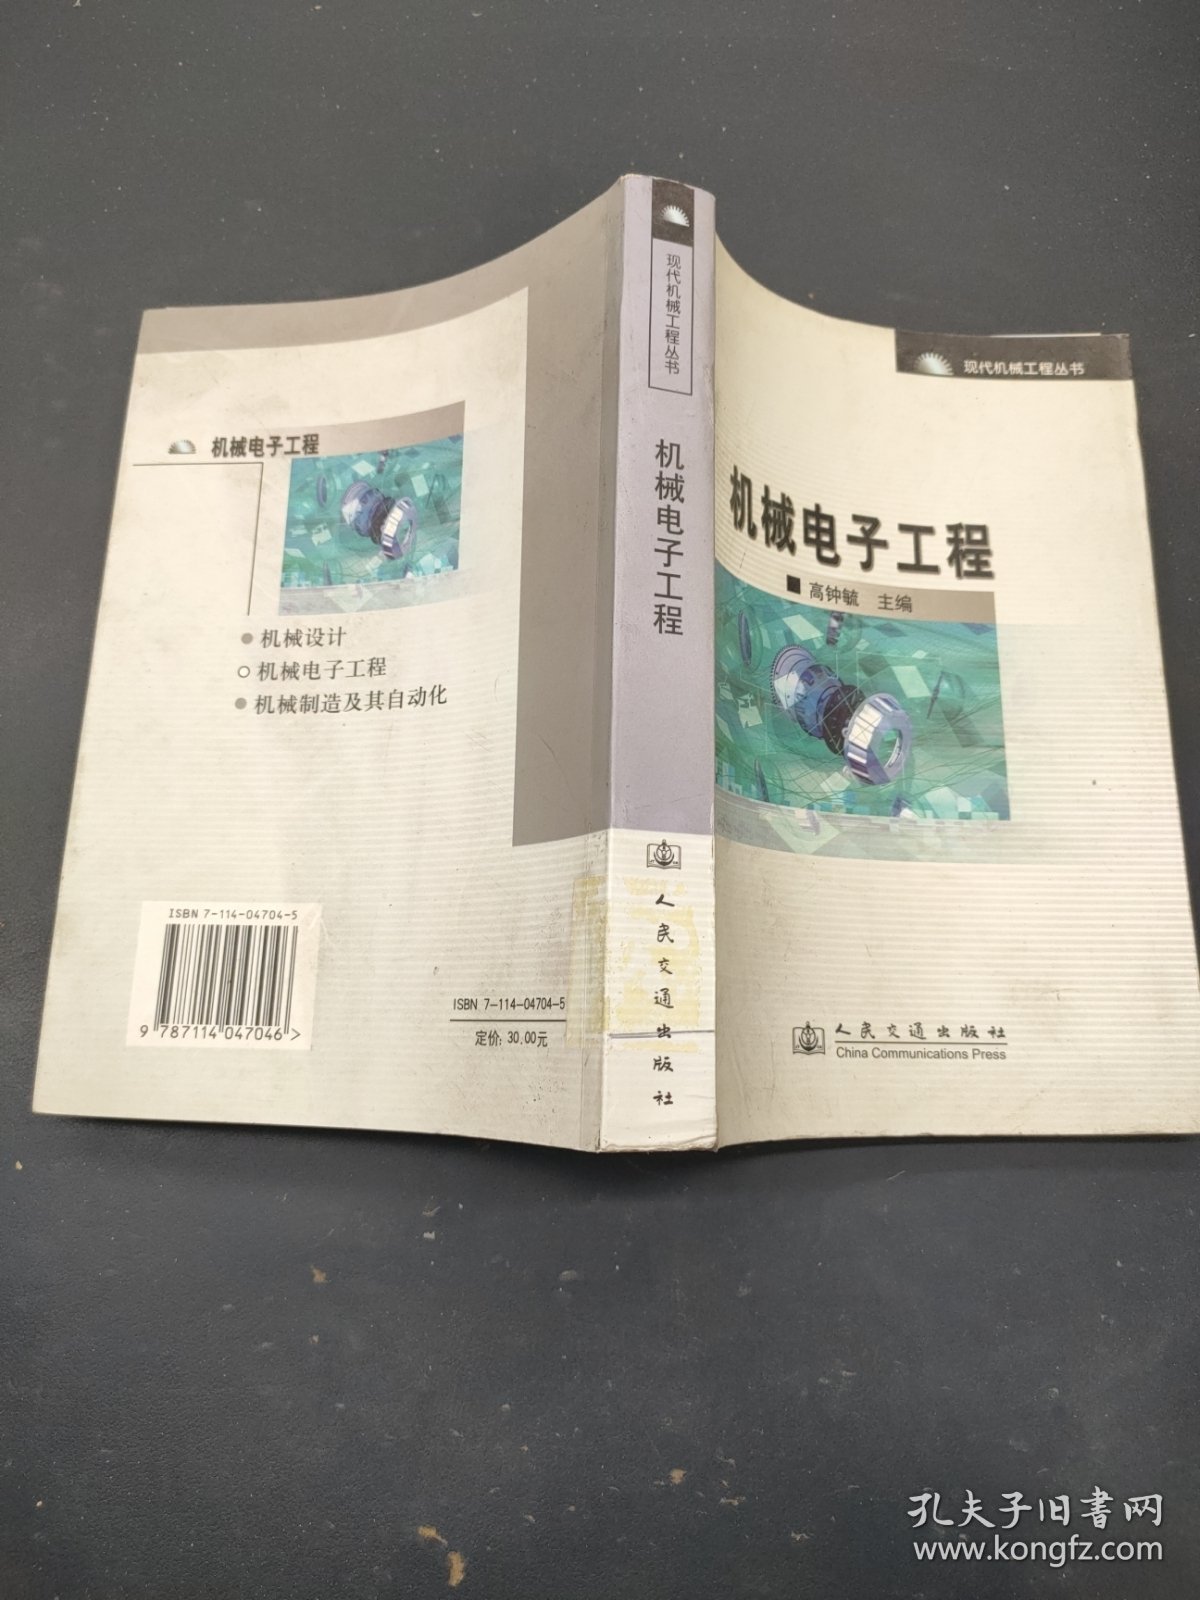 机械电子工程
机械设计
机械电子工程
机械制造及其自动化
ISBN 7-114-04704-5
9 787114 047046 >
ISBN 7-114-04704-5
定价: 30.00元
现代机械工程丛书
机械电子工程
人民交通出版社
现代机械工程丛书
机械电子工程
高钟毓 主编
人民交通出版社
China Communications Press
孔夫子旧书网
www.kongfz.com